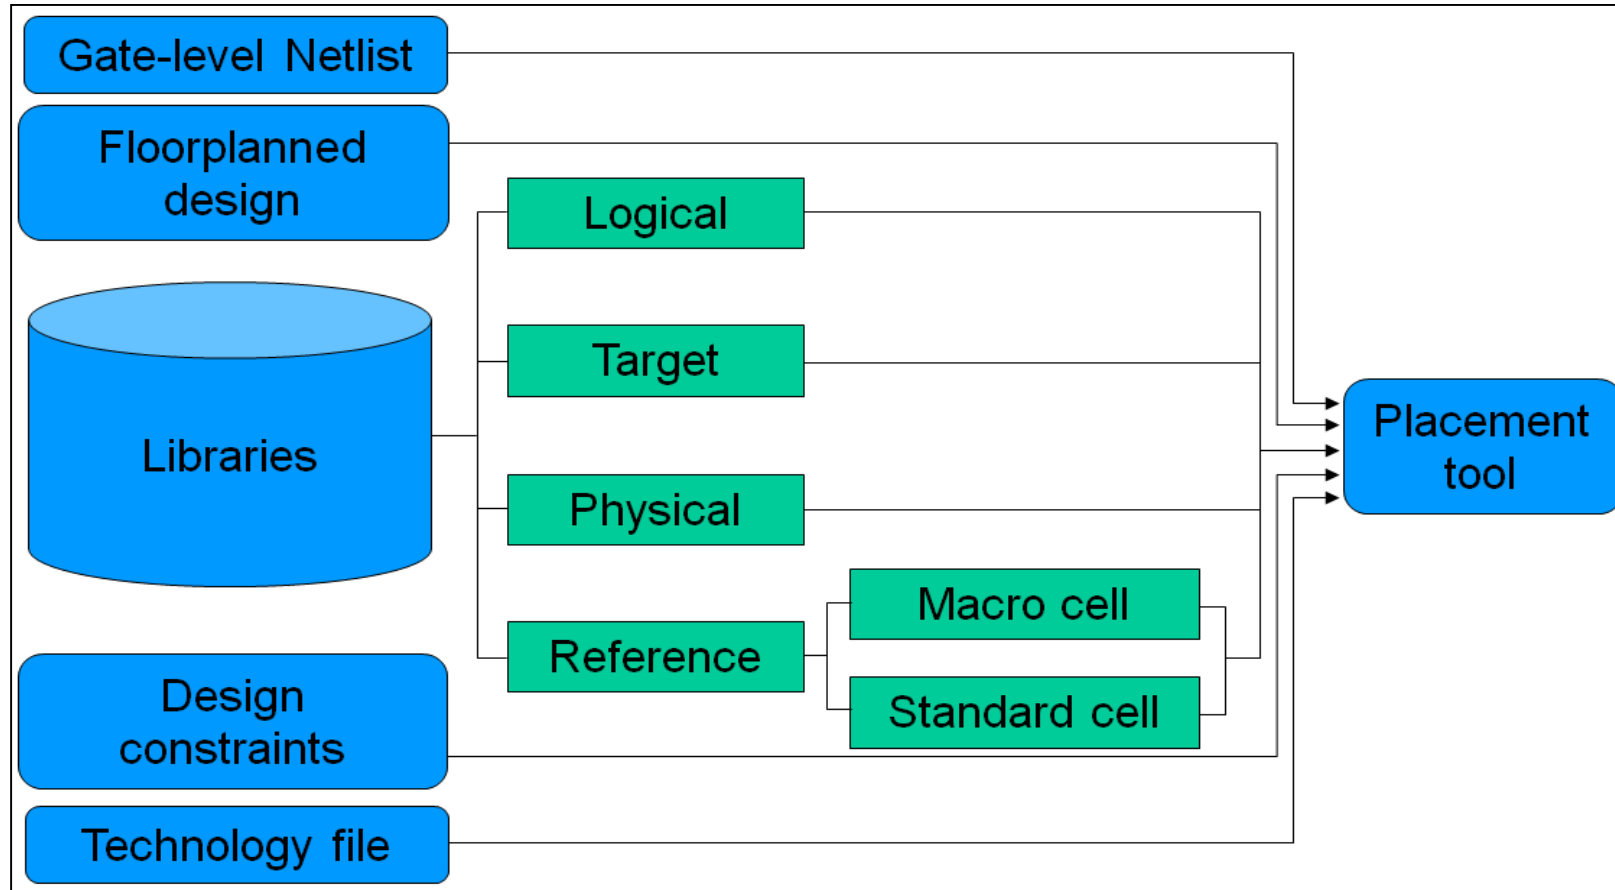 Gate-level Netlist
Floorplanned
design
Logical
Target
Libraries
Physical
Reference
Macro cell
Standard cell
Design
constraints
Technology file
Placement
tool